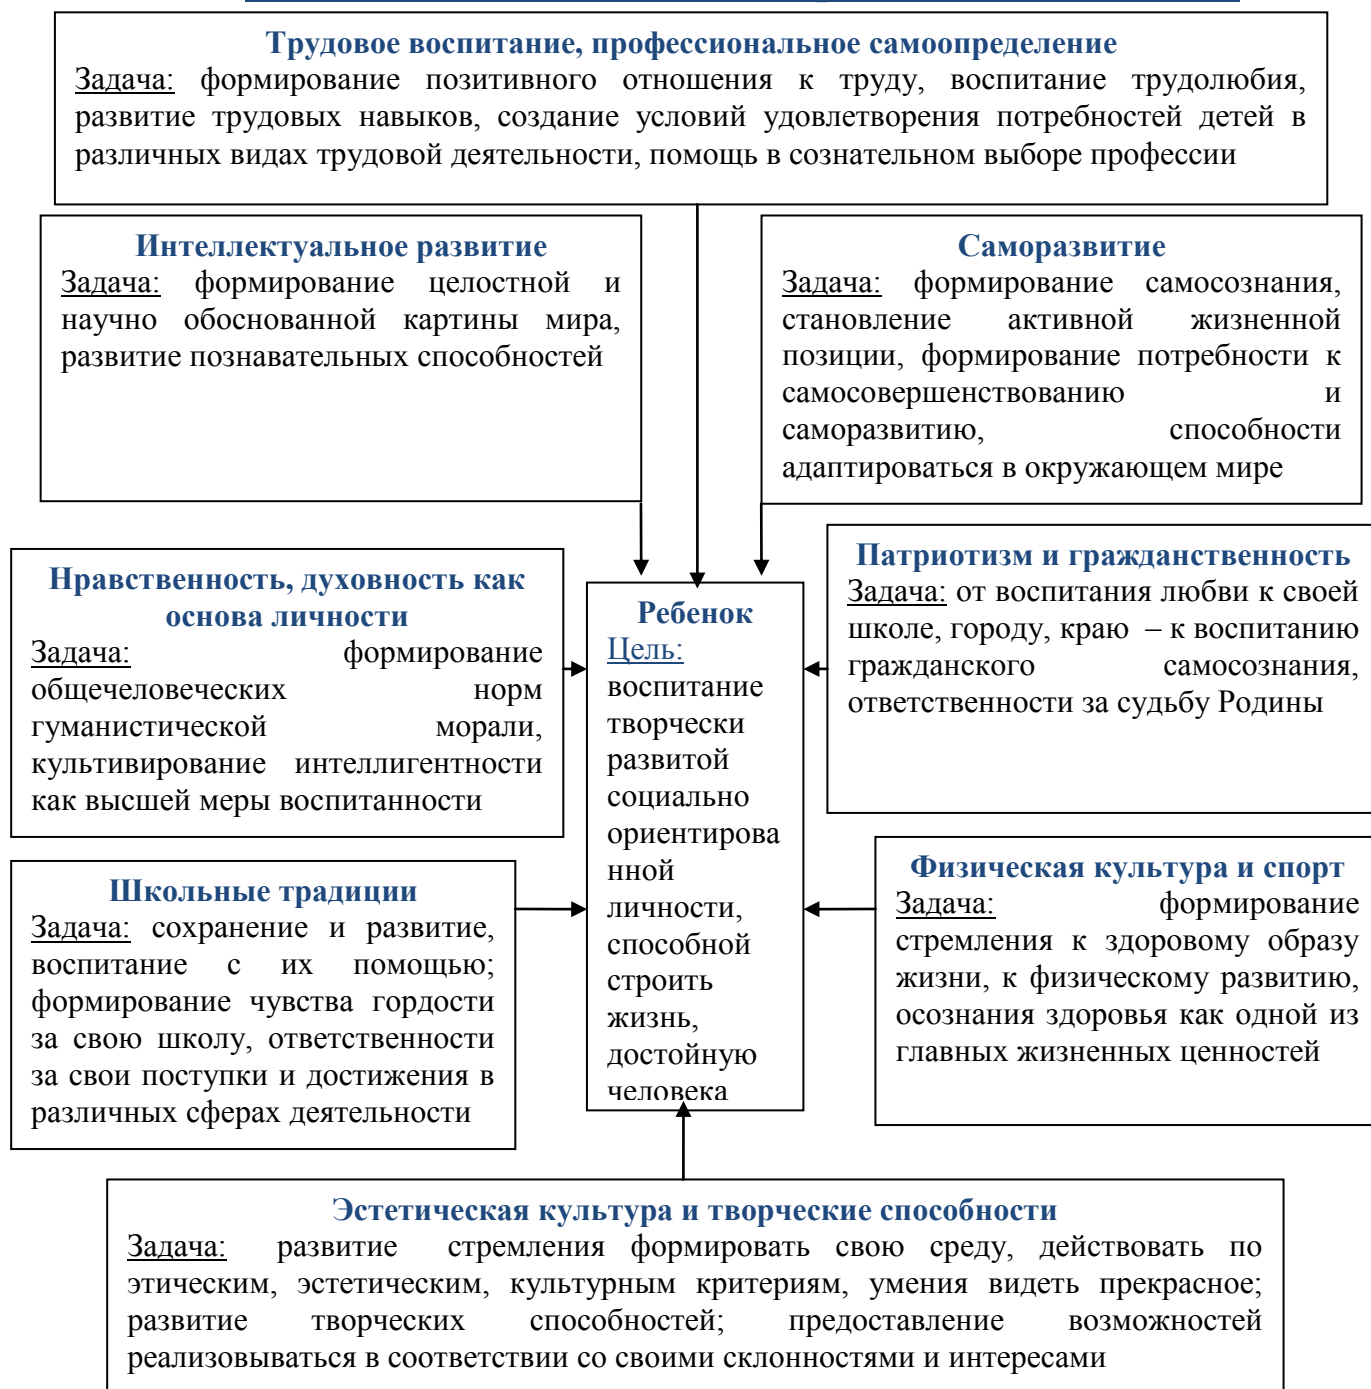 Трудовое воспитание, профессиональное самоопределение
Задача: формирование позитивного отношения к труду, воспитание трудолюбия,
развитие трудовых навыков, создание условий удовлетворения потребностей детей в
различных видах трудовой деятельности, помощь в сознательном выборе профессии
Интеллектуальное развитие
Задача: формирование целостной и
научно обоснованной картины мира,
развитие познавательных способностей
Саморазвитие
Задача: формирование самосознания,
становление активной жизненной
позиции, формирование потребности к
самосовершенствованию и
саморазвитию, способности
адаптироваться в окружающем мире
Нравственность, духовность как
основа личности
Задача: формирование
общечеловеческих норм
гуманистической морали,
культивирование интеллигентности
как высшей меры воспитанности
Ребенок
Цель:
воспитание
творчески
развитой
социально
ориентирова
нной
личности,
способной
строить
жизнь,
достойную
человека
Патриотизм и гражданственность
Задача: от воспитания любви к своей
школе, городу, краю – к воспитанию
гражданского самосознания,
ответственности за судьбу Родины
Школьные традиции
Задача: сохранение и развитие,
воспитание с их помощью;
формирование чувства гордости
за свою школу, ответственности
за свои поступки и достижения в
различных сферах деятельности
Физическая культура и спорт
Задача: формирование
стремления к здоровому образу
жизни, к физическому развитию,
осознания здоровья как одной из
главных жизненных ценностей
Эстетическая культура и творческие способности
Задача: развитие стремления формировать свою среду, действовать по
этическим, эстетическим, культурным критериям, умения видеть прекрасное;
развитие творческих способностей; предоставление возможностей
реализовываться в соответствии со своими склонностями и интересами